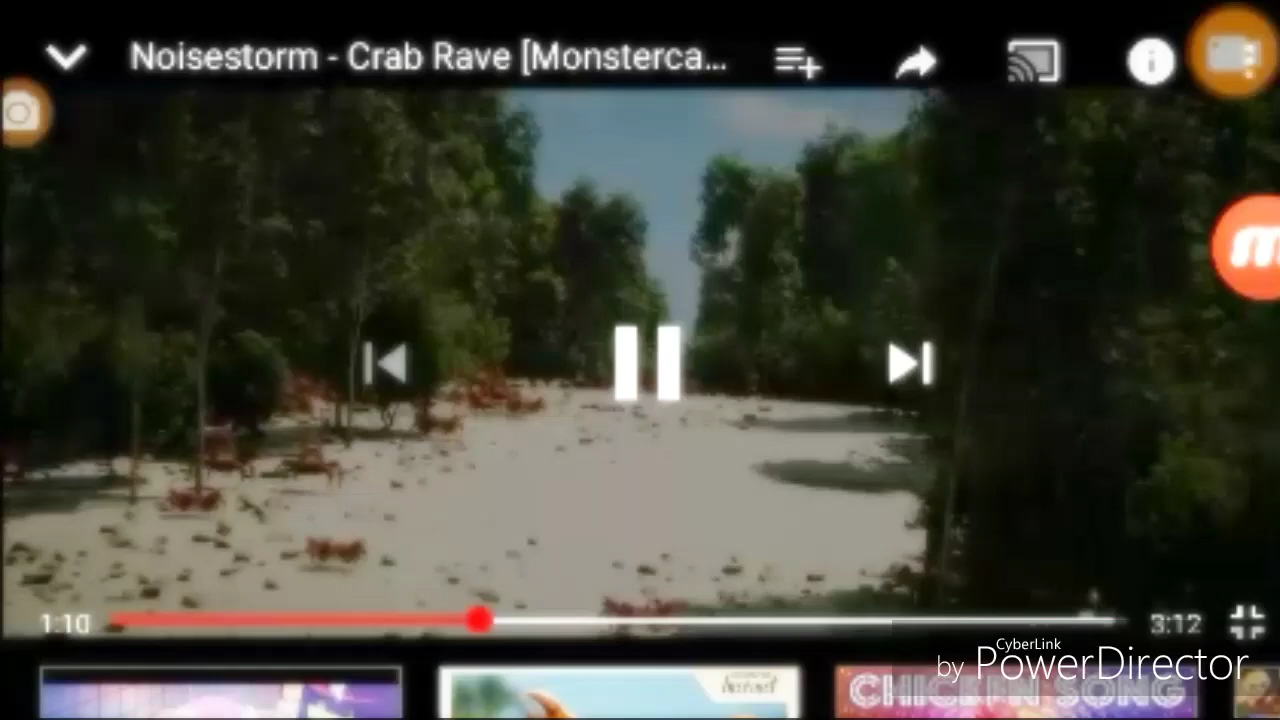 Noisestorm - Crab Rave [Monsterca...
1:10
3:12
CyberLink
by PowerDirector
CHICKEN SONG